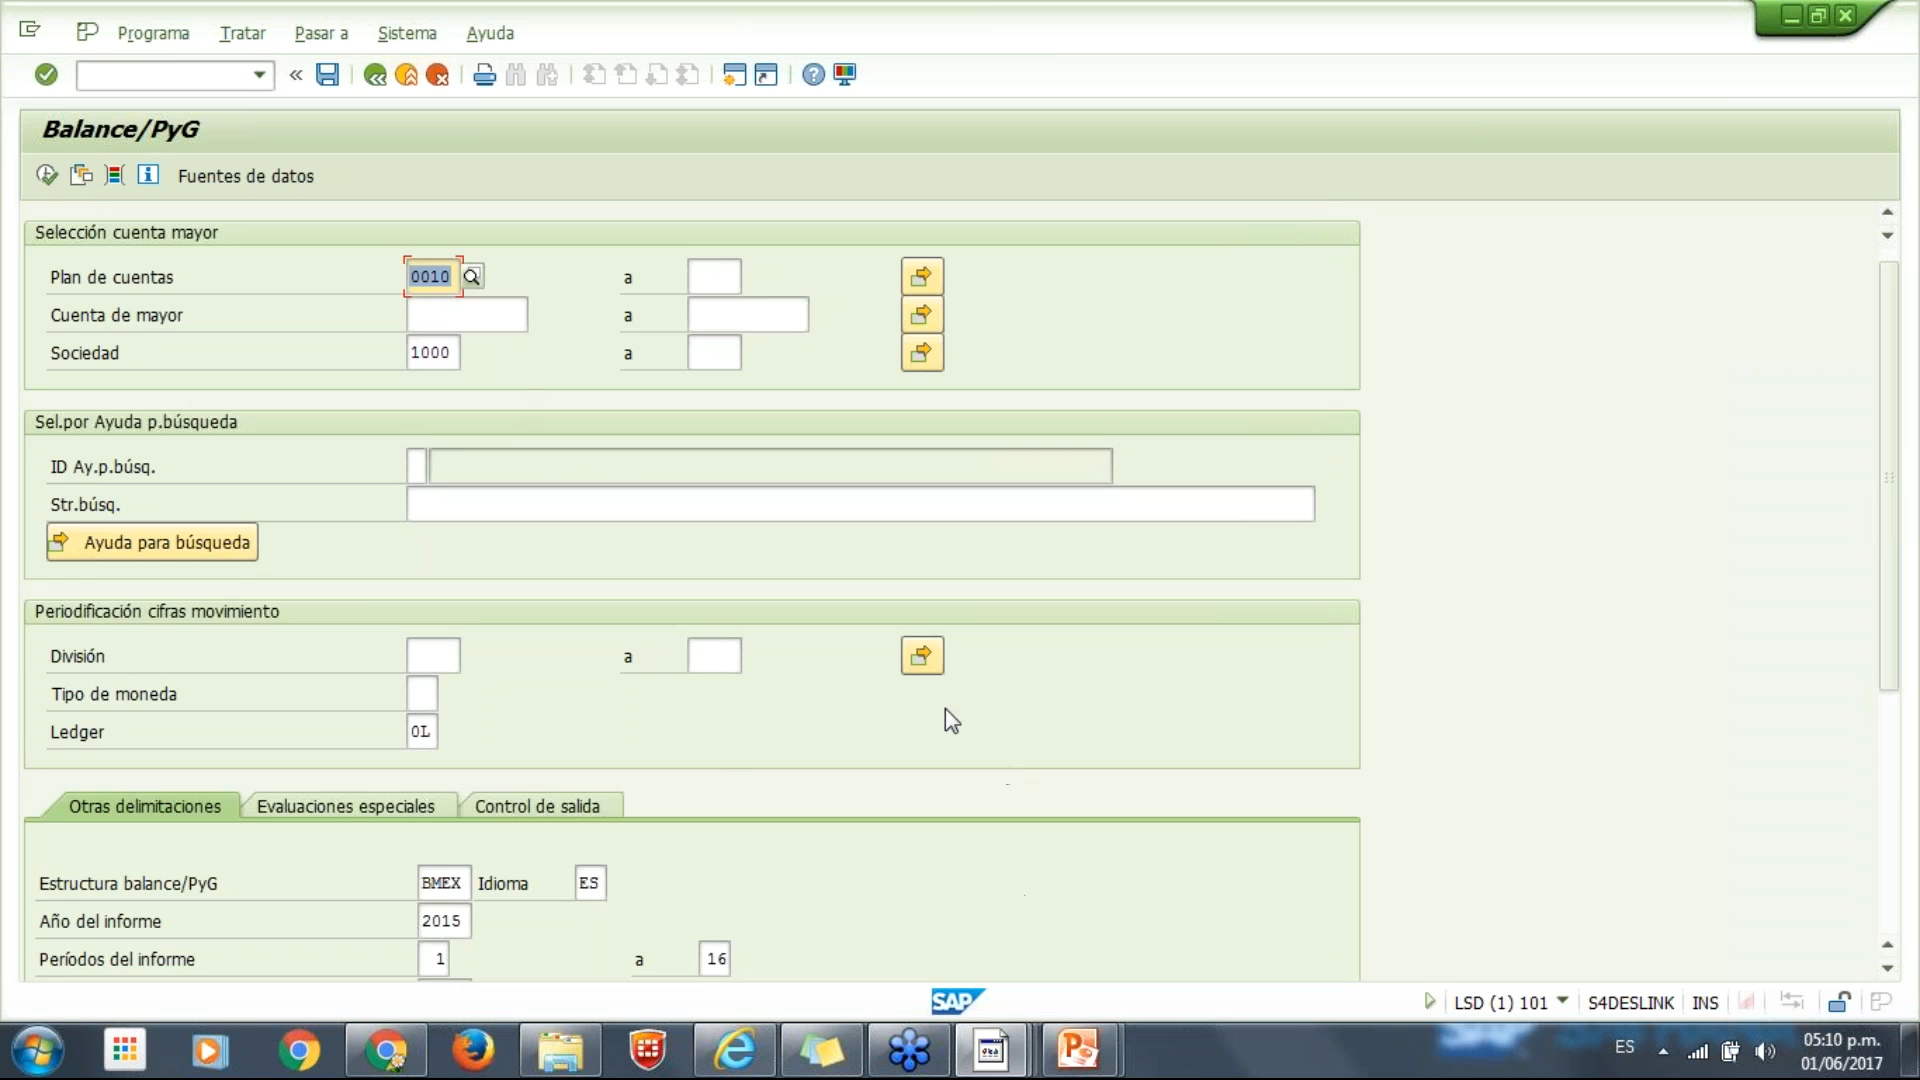 Programa Tratar Pasar a Sistema Ayuda
Balance/PyG
Fuentes de datos
Selección cuenta mayor
Plan de cuentas 0010 a
Cuenta de mayor a
Sociedad 1000 a
Sel.por Ayuda p.búsqueda
ID Ay.p.búsq.
Str.búsq.
Ayuda para búsqueda
Periodificación cifras movimiento
División a
Tipo de moneda
Ledger 0L
Otras delimitaciones Evaluaciones especiales Control de salida
Estructura balance/PyG BMEX Idioma ES
Año del informe 2015
Períodos del informe 1 a 16
SAP LSD (1) 101 S4DESLINK INS
ES 05:10 p.m.
01/06/2017